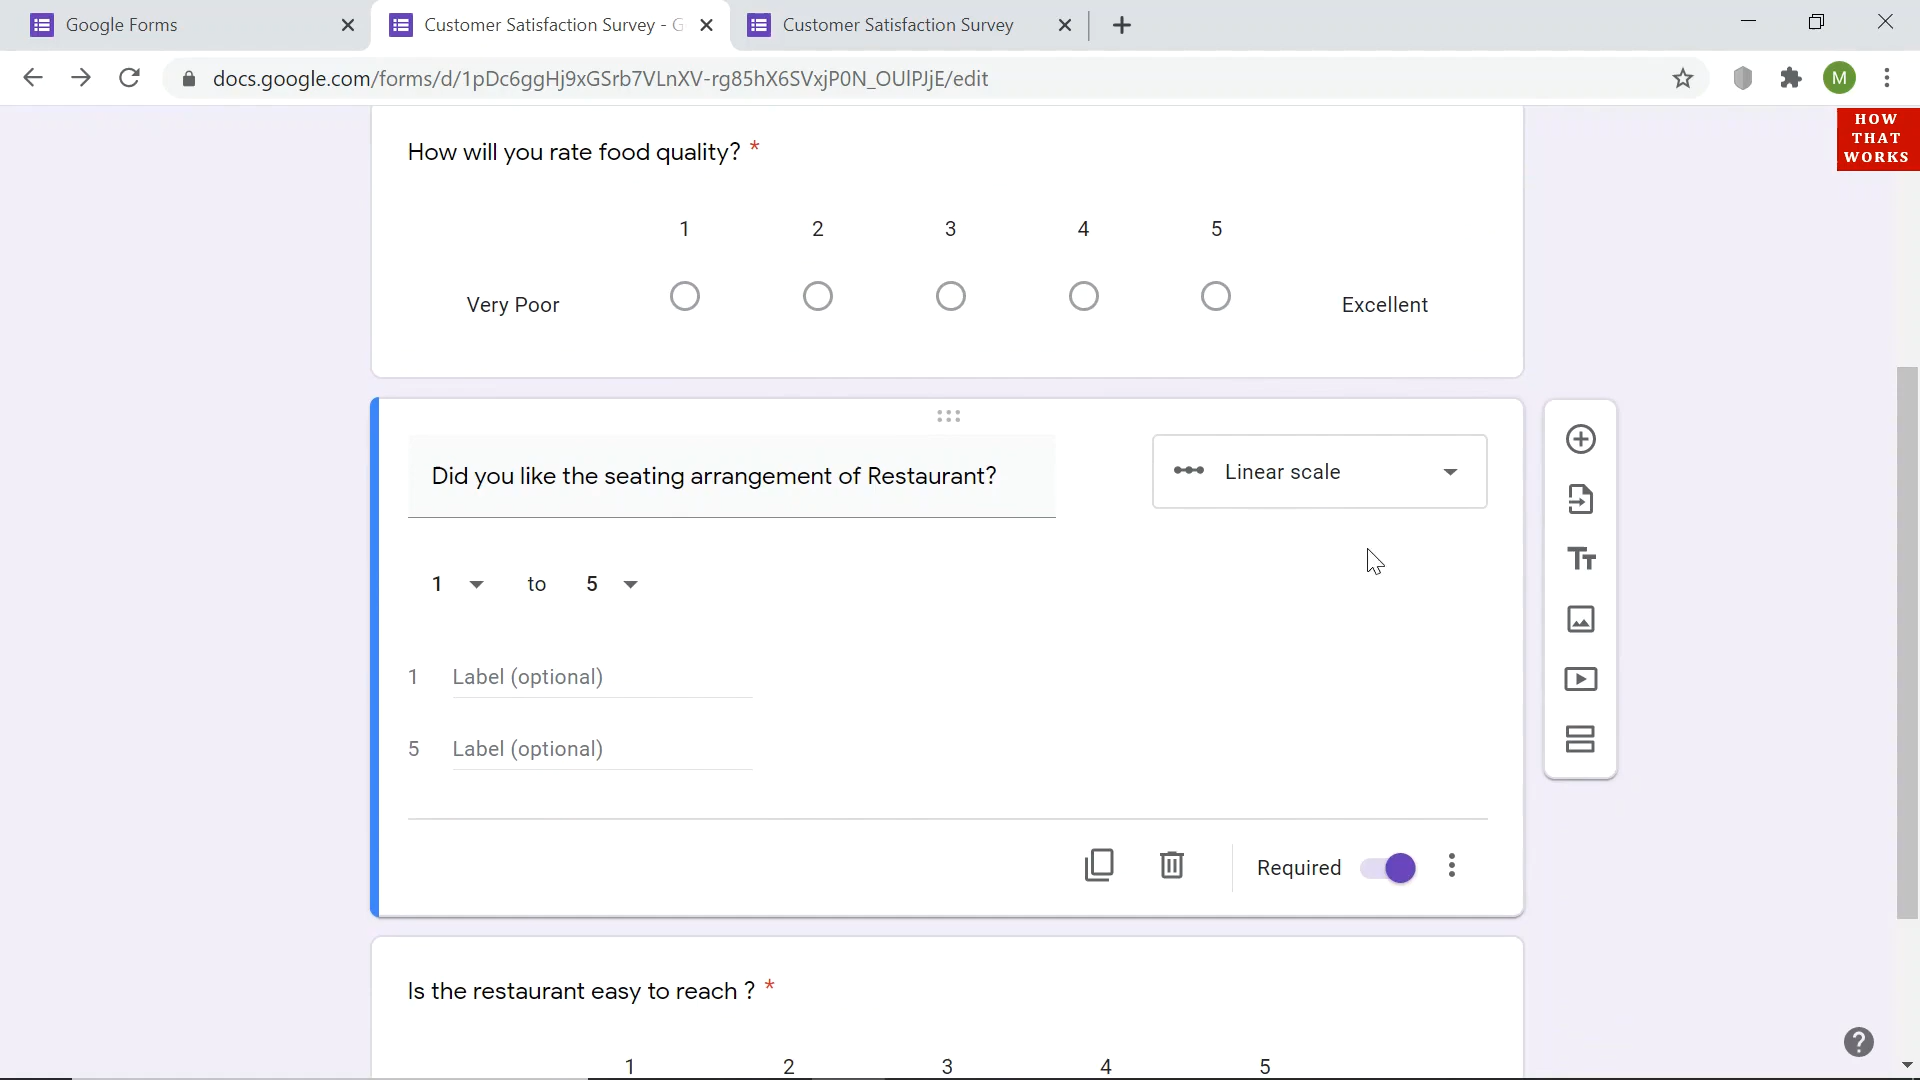 Google Forms
Customer Satisfaction Survey - G
Customer Satisfaction Survey
docs.google.com/forms/d/1pDc6ggHj9xGSrb7VLnXV-rg85hX6SVxjP0N_OUlPJjE/edit
M
HOW
THAT
WORKS
How will you rate food quality? *
1 2 3 4 5
Very Poor Excellent
Did you like the seating arrangement of Restaurant?
Linear scale
1 to 5
1 Label (optional)
5 Label (optional)
Required
Is the restaurant easy to reach ? *
1 2 3 4 5